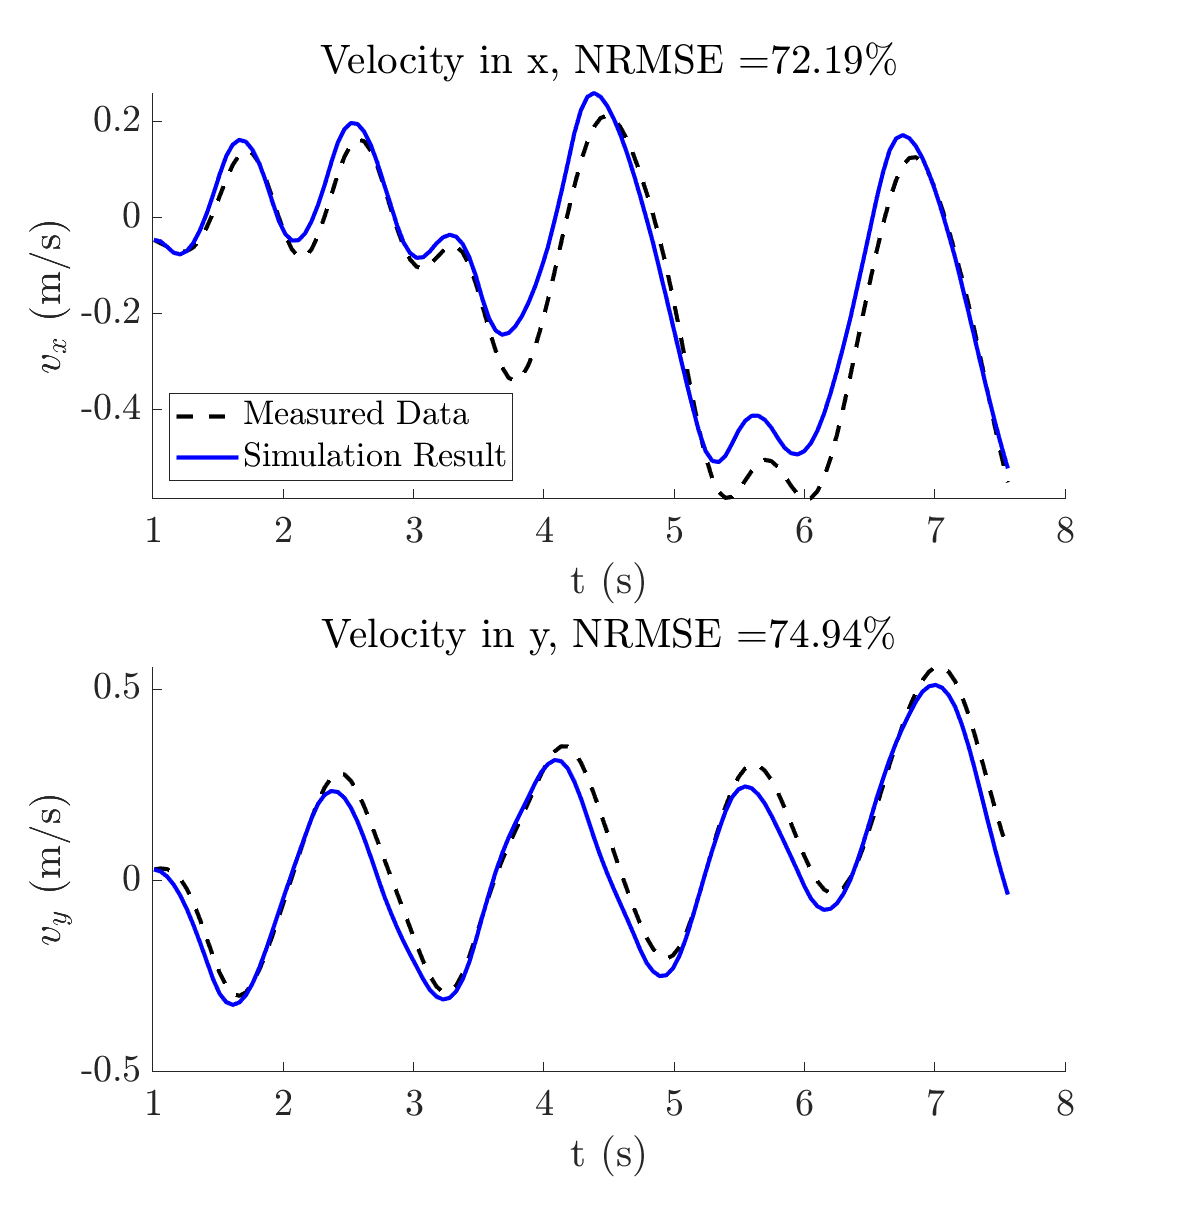 Velocity in x, NRMSE =72.19%
0.2
0
-0.2
-0.4
v_x (m/s)
Measured Data
Simulation Result
1 2 3 4 5 6 7 8
t (s)
Velocity in y, NRMSE =74.94%
0.5
0
-0.5
v_y (m/s)
1 2 3 4 5 6 7 8
t (s)